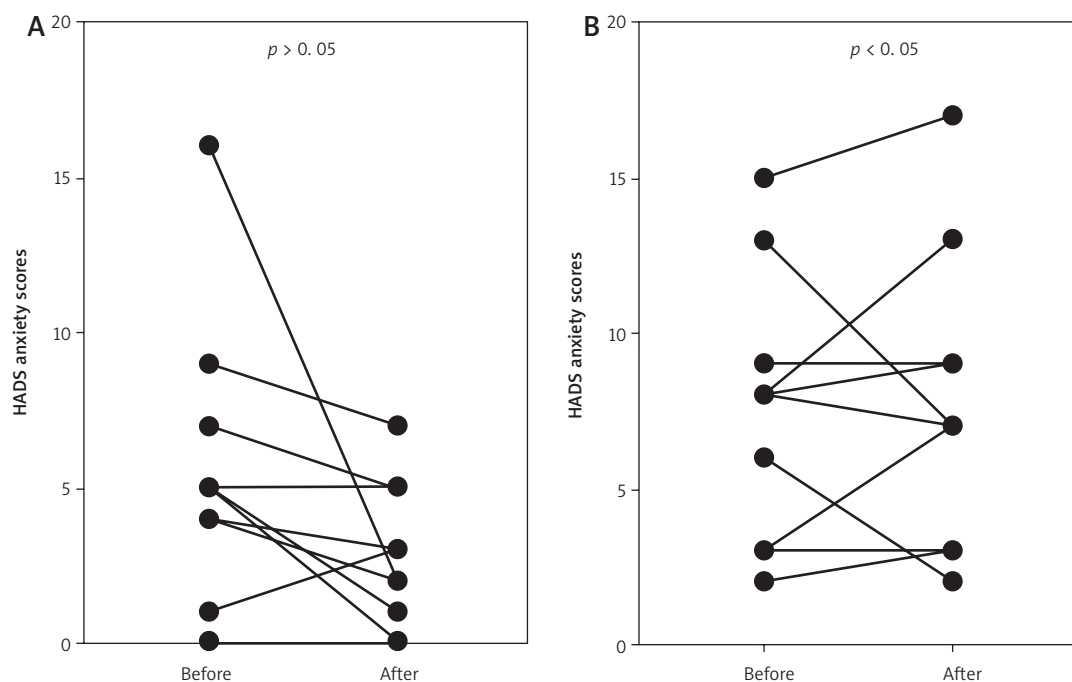 A
p > 0. 05
HADS anxiety scores
20
15
10
5
0
Before After
B
p < 0. 05
HADS anxiety scores
20
15
10
5
0
Before After